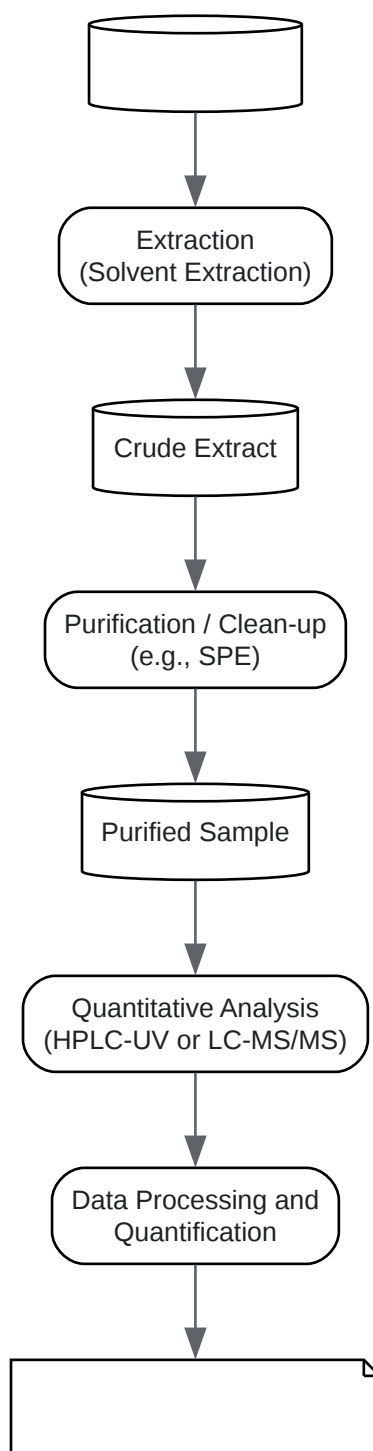 Extraction
(Solvent Extraction)
Crude Extract
Purification / Clean-up
(e.g., SPE)
Purified Sample
Quantitative Analysis
(HPLC-UV or LC-MS/MS)
Data Processing and
Quantification